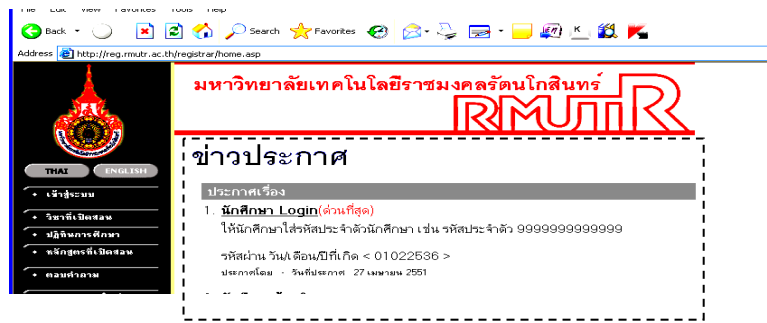 File Edit View Favorites Tools Help
Back Search Favorites
Address http://reg.rmutr.ac.th/registrar/home.asp
มหาวิทยาลัยเทคโนโลยีราชมงคลรัตนโกสินทร์
RMUTR
THAI ENGLISH
เข้าสู่ระบบ
วิชาที่เปิดสอน
ปฏิทินการศึกษา
หลักสูตรที่เปิดสอน
ตอบคำถาม
ข่าวประกาศ
ประกาศเรื่อง
1. นักศึกษา Login(ด่วนที่สุด)
ให้นักศึกษาใส่รหัสประจำตัวนักศึกษา เช่น รหัสประจำตัว 9999999999999
รหัสผ่าน วัน/เดือน/ปีที่เกิด < 01022536 >
ประกาศโดย - วันที่ประกาศ 27 เมษายน 2551